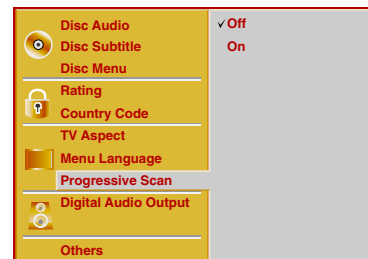 Disc Audio
Disc Subtitle
Disc Menu
Rating
Country Code
TV Aspect
Menu Language
Progressive Scan
Digital Audio Output
Others
✓ Off
On